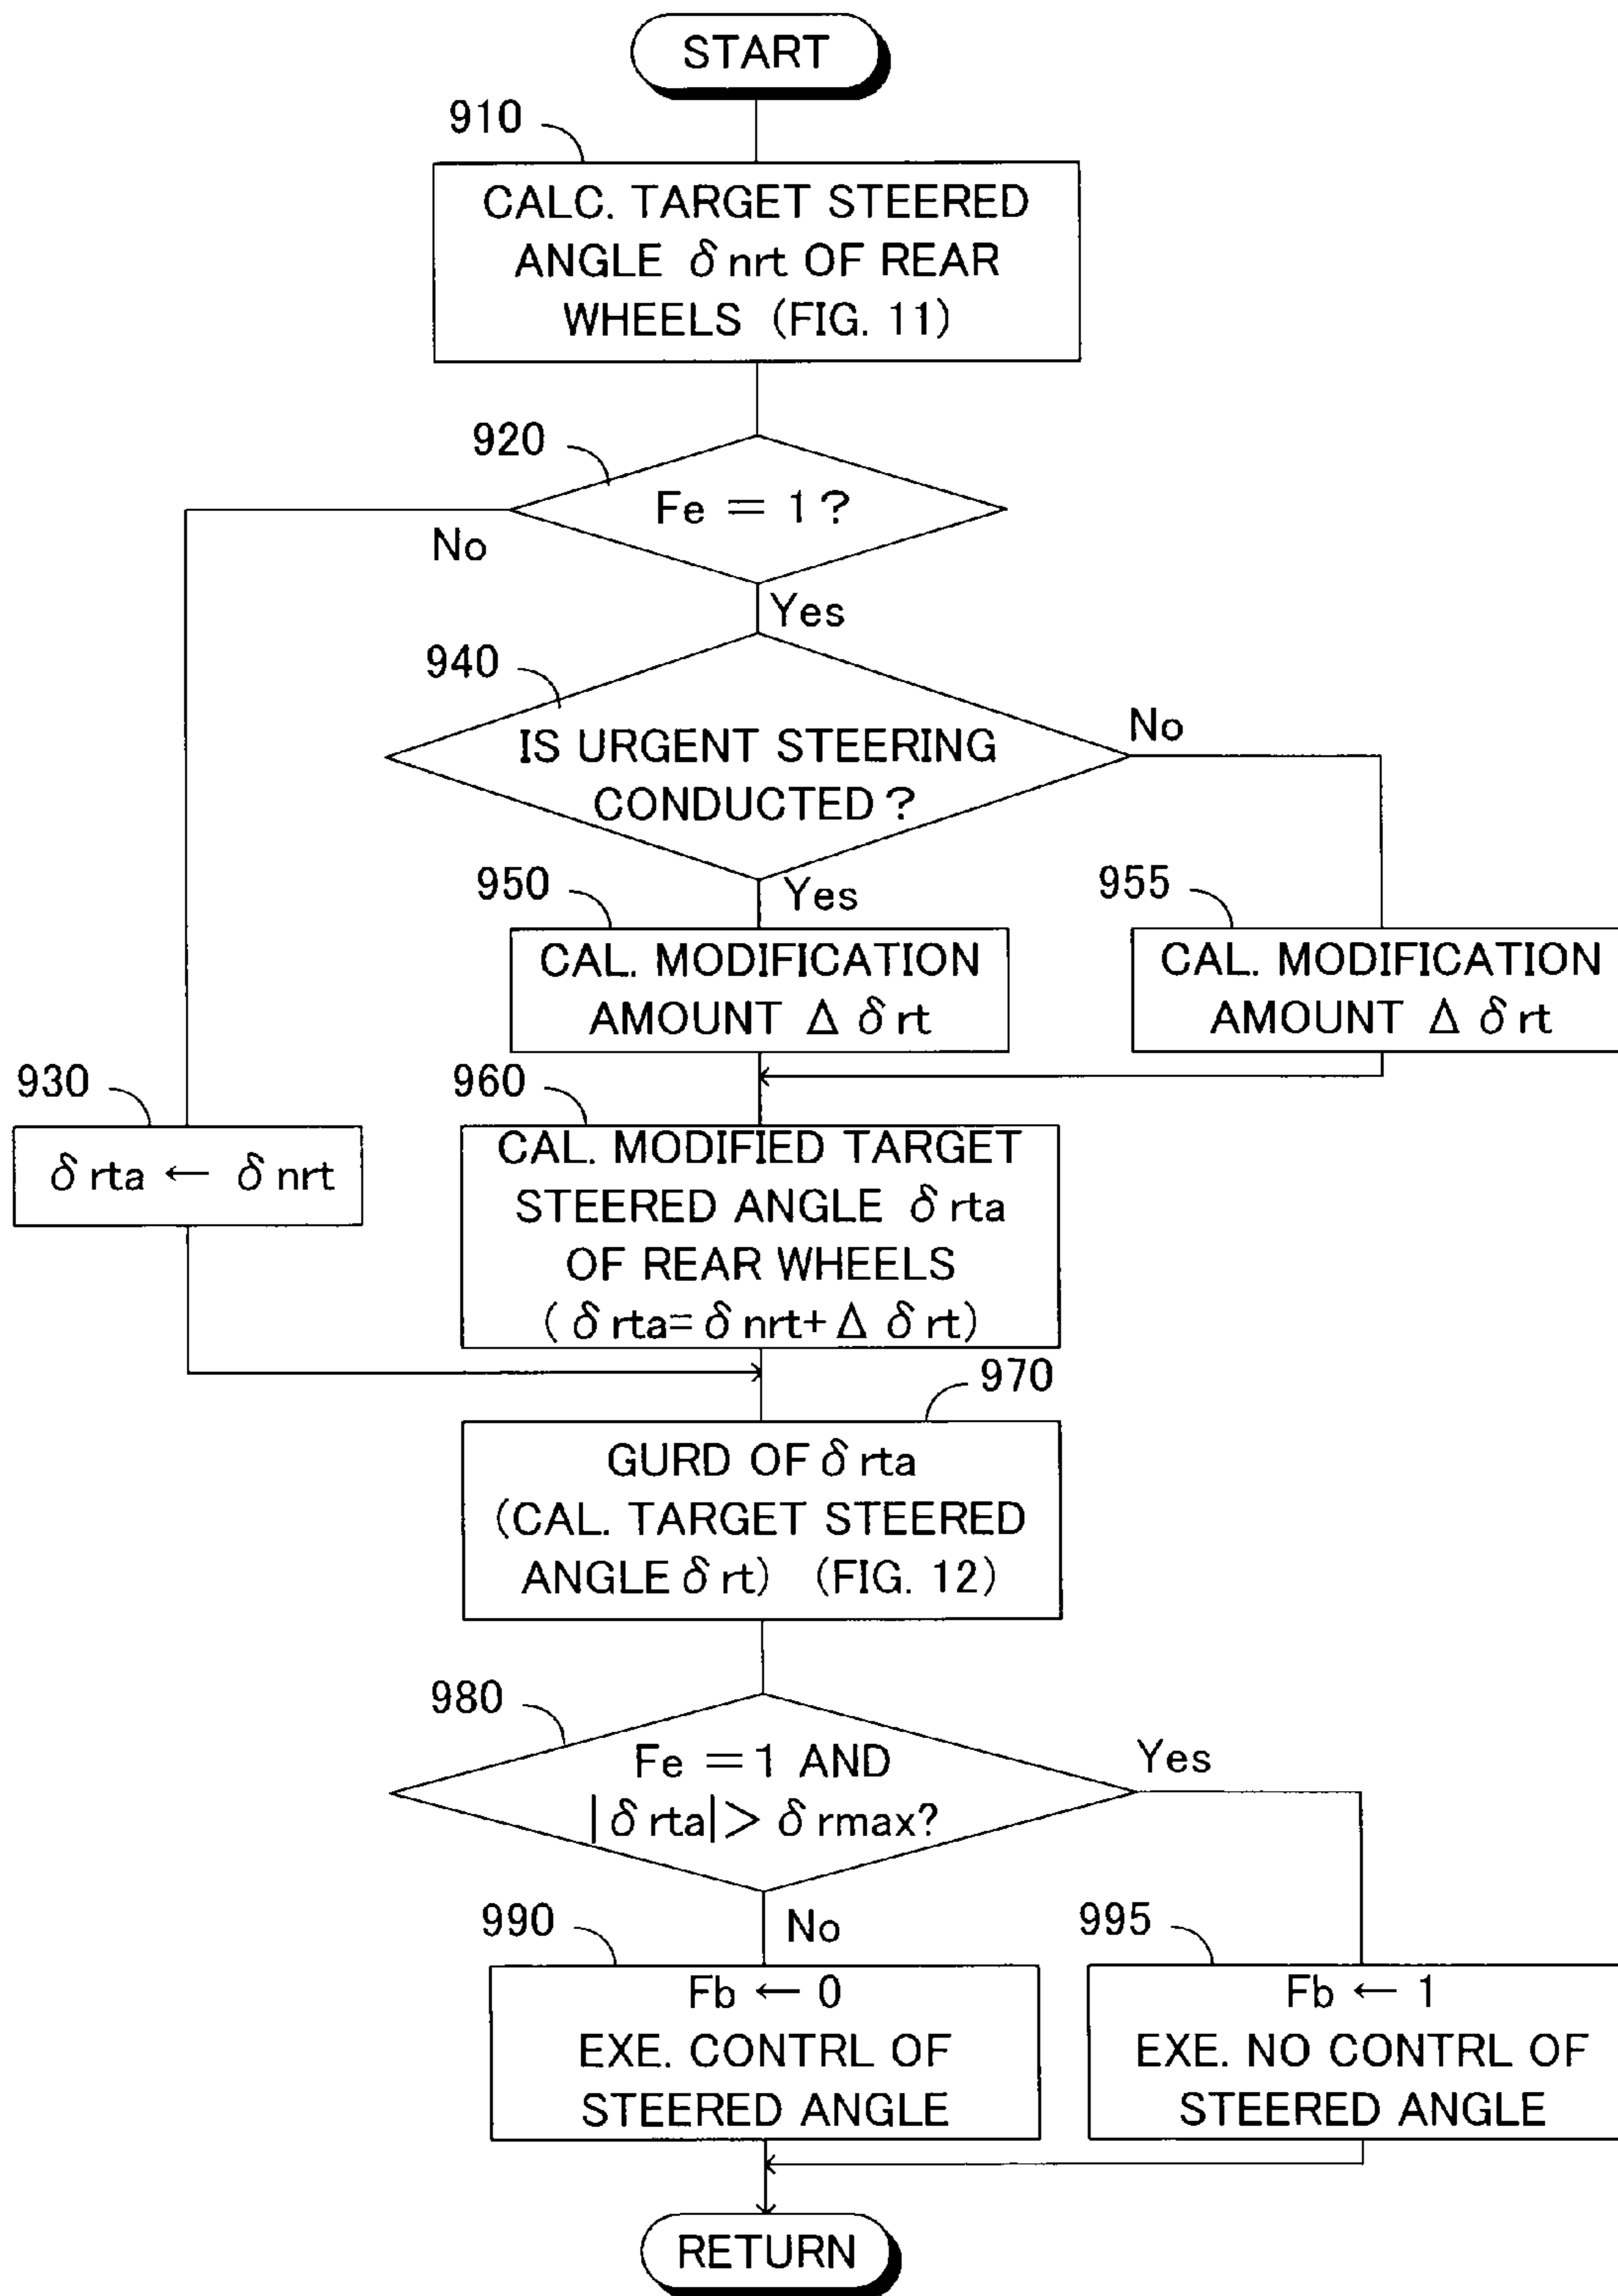 START
910
CALC. TARGET STEERED
ANGLE δnrt OF REAR
WHEELS (FIG. 11)
920
Fe = 1?
No
Yes
940
IS URGENT STEERING
CONDUCTED?
No
Yes
950
CAL. MODIFICATION
AMOUNT Δ δrt
955
CAL. MODIFICATION
AMOUNT Δ δrt
930
δrta ← δnrt
960
CAL. MODIFIED TARGET
STEERED ANGLE δrta
OF REAR WHEELS
(δrta=δnrt+Δ δrt)
970
GURD OF δrta
(CAL. TARGET STEERED
ANGLE δrt) (FIG. 12)
980
Fe =1 AND
|δrta|> δrmax?
Yes
No
990
Fb ← 0
EXE. CONTRL OF
STEERED ANGLE
995
Fb ← 1
EXE. NO CONTRL OF
STEERED ANGLE
RETURN